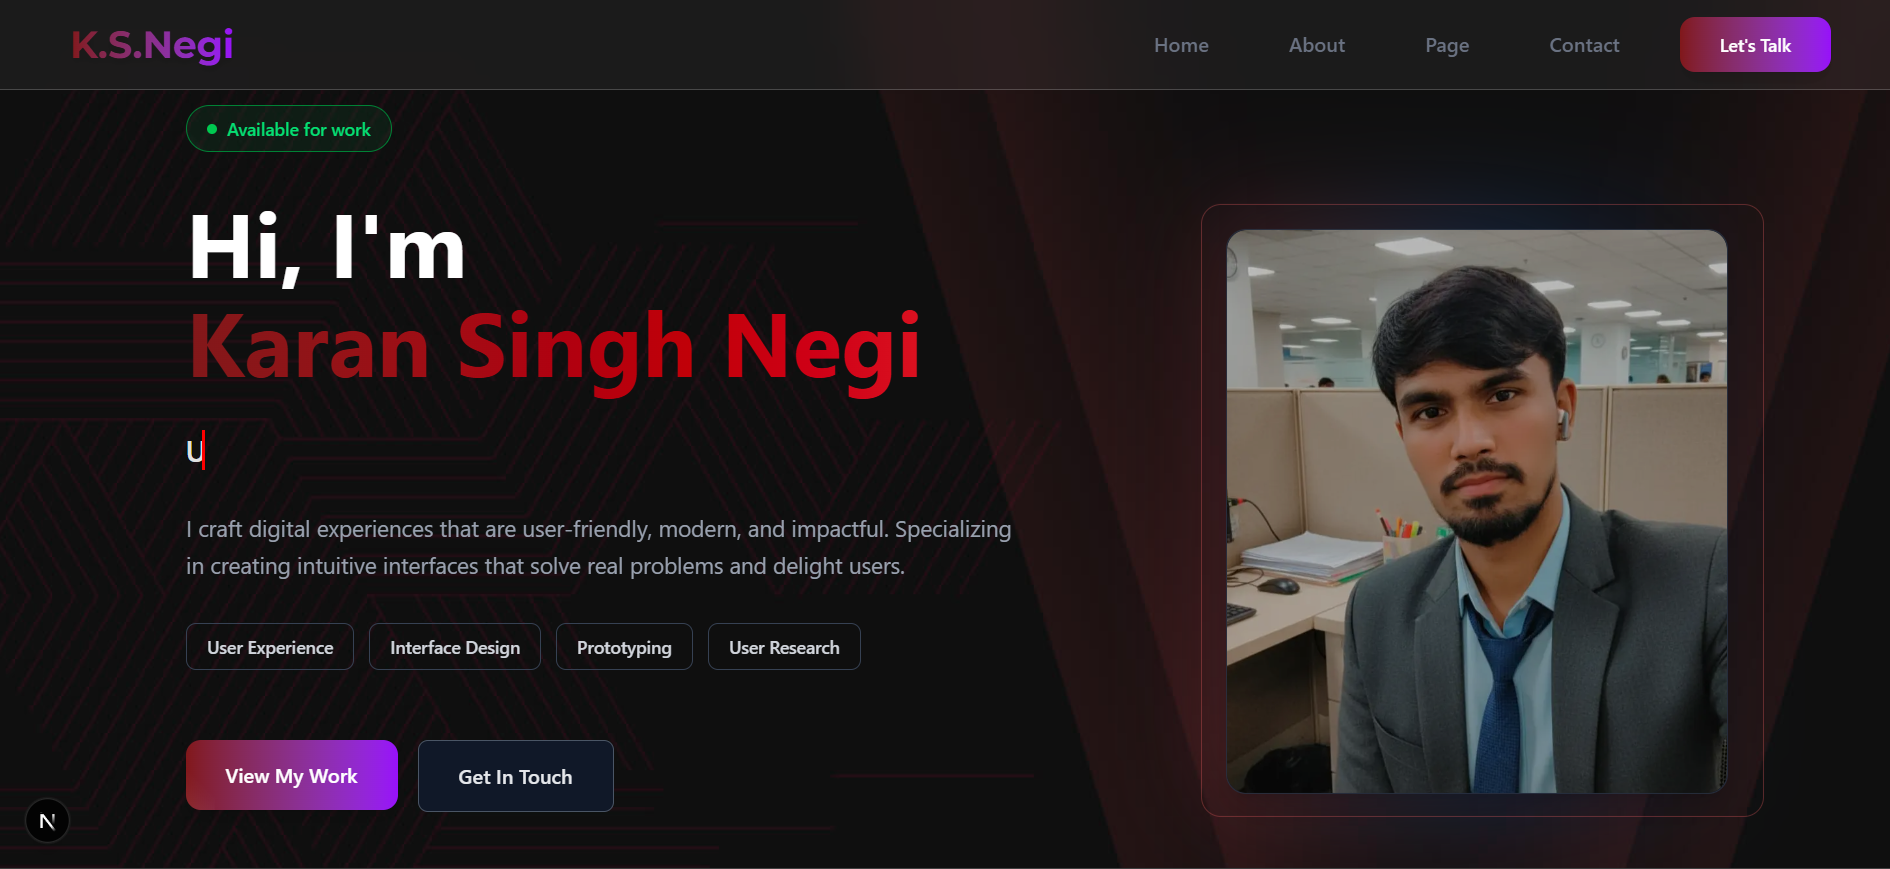 K.S.Negi
Home About Page Contact Let's Talk
Available for work
Hi, I'm
Karan Singh Negi
U
I craft digital experiences that are user-friendly, modern, and impactful. Specializing
in creating intuitive interfaces that solve real problems and delight users.
User Experience Interface Design Prototyping User Research
View My Work Get In Touch
N